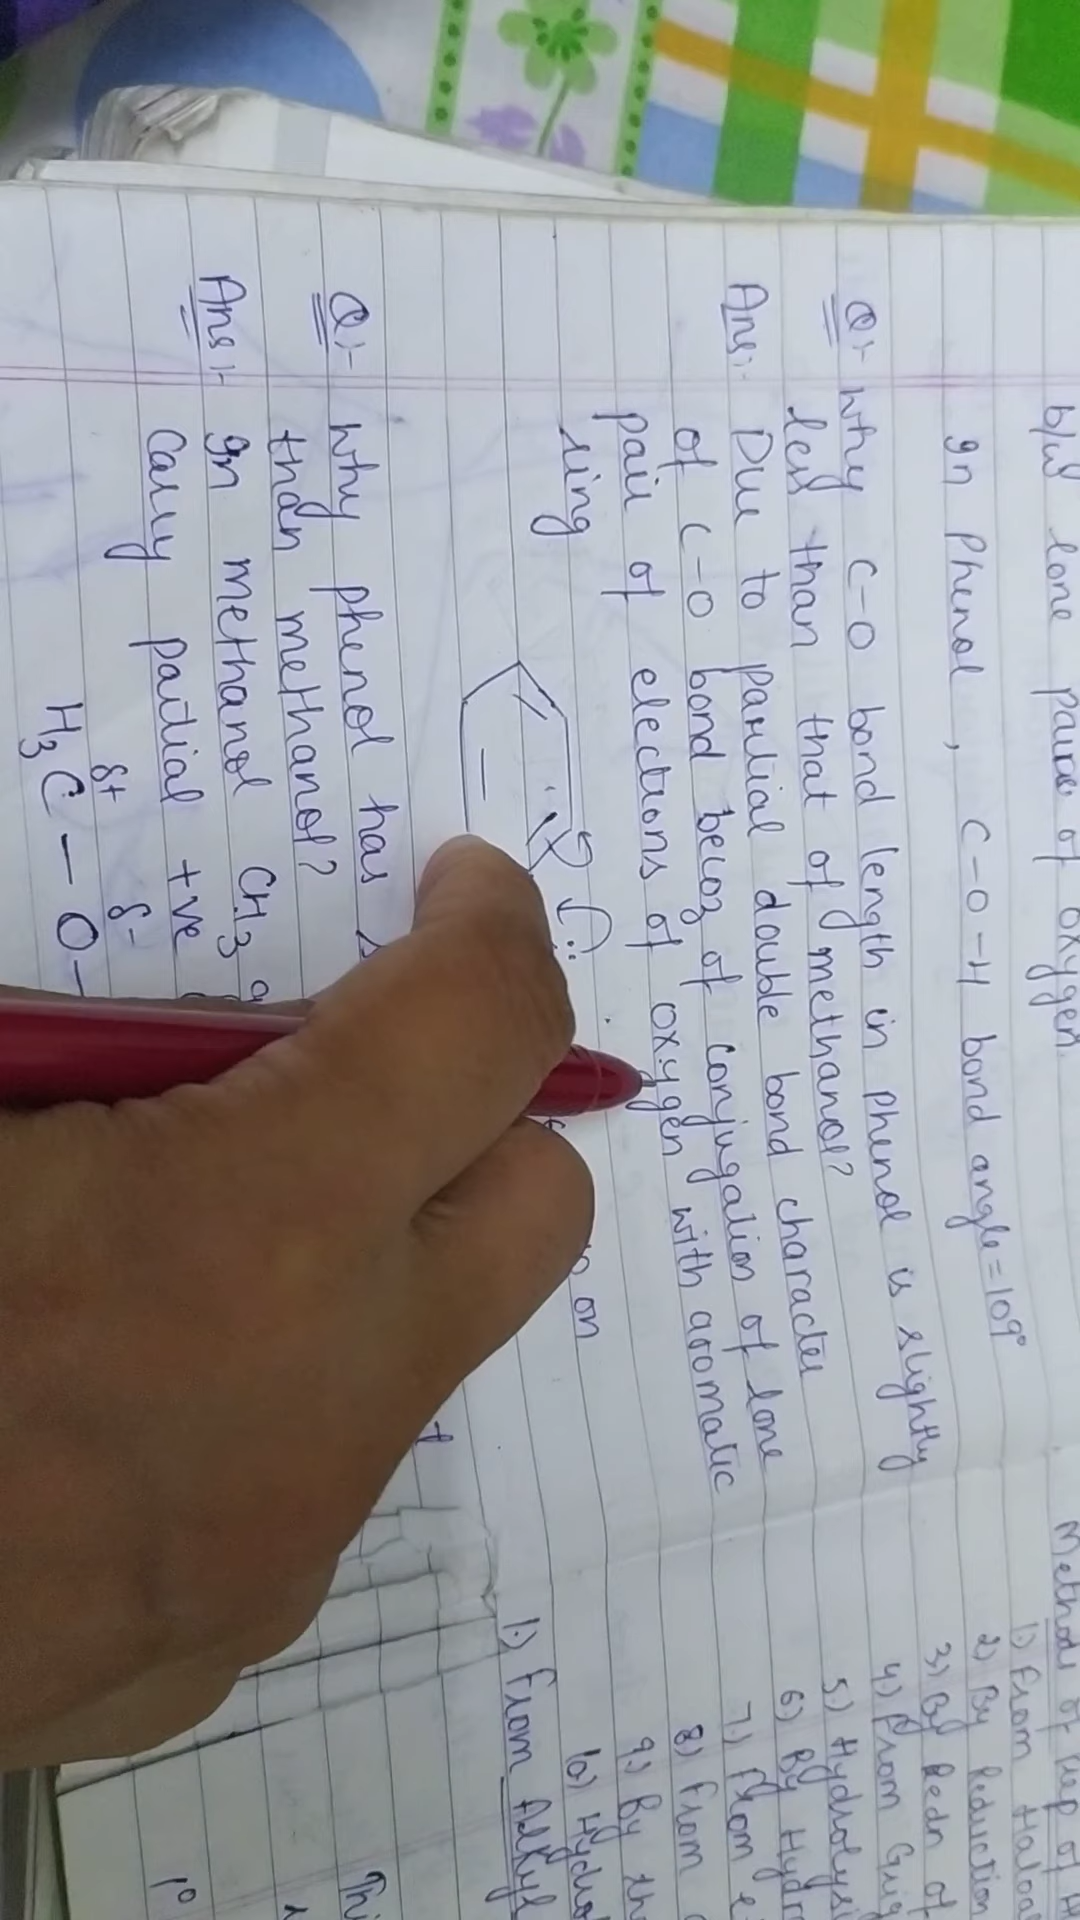 b/w lone pairs of oxygen.
In Phenol, C-O-H bond angle = 109°
Q:- Why C-O bond length in phenol is slightly
less than that of methanol?
Ans:- Due to partial double bond character
of C-O bond becoz of conjugation of lone
pair of electrons of oxygen with aromatic
ring
on
Q:- Why phenol has
than methanol?
Ans:- In methanol CH3
Carry partial +ve
δ+ δ-
H3C-O-
Methods of Prep of
1) From Haloa
2) By Reduction
3) By Redn of
4) From Grig
5) Hydrolysi
6) By Hydr
7) From e
8) From
9) By th
(a) Hydro
1.) From Alkyl
Thi
1°